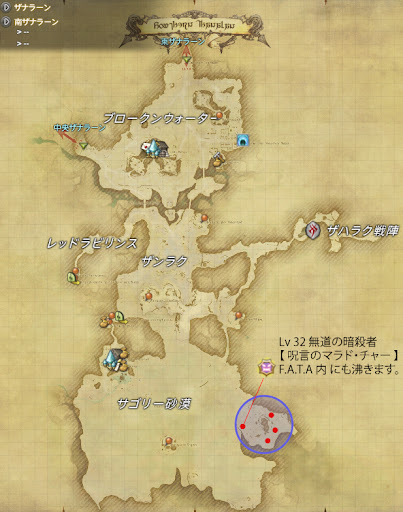 ザナラーン
南ザナラーン
> --
> --
東ザナラーン
中央ザナラーン
ブロークンウォーター
ザハラク戦陣
レッドラビリンス
ザンラク
Lv 32 無道の暗殺者
【 呪言のマラド・チャー 】
F.A.T.A 内 にも沸きます。
サゴリー砂漠